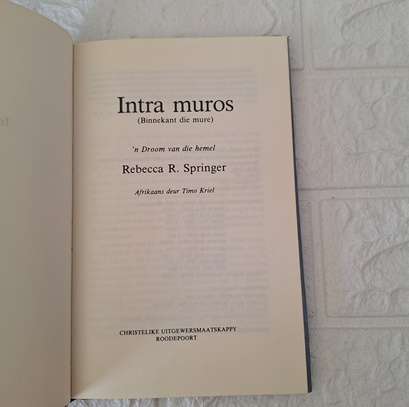 Intra muros
(Binnekant die mure)
'n Droom van die hemel
Rebecca R. Springer
Afrikaans deur Timo Kriel
CHRISTELIKE UITGEWERSMAATSKAPPY
ROODEPOORT